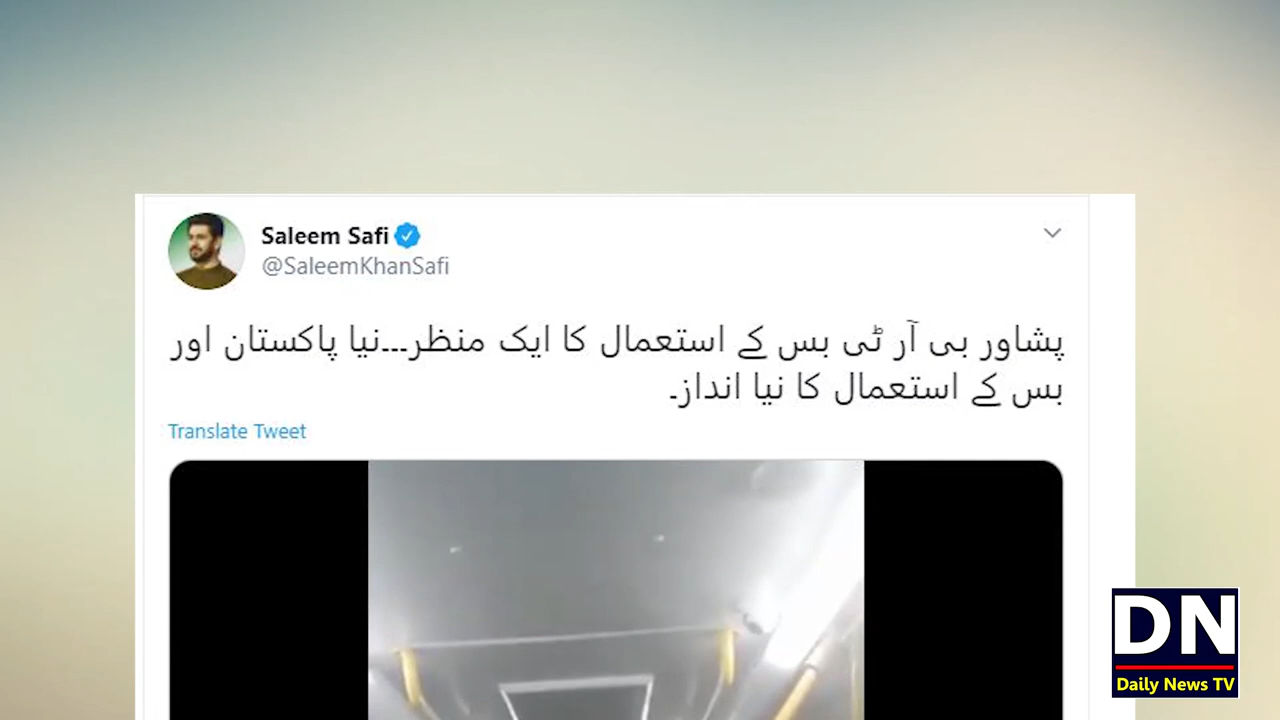 Saleem Safi
@SaleemKhanSafi
پشاور بی آر ٹی بس کے استعمال کا ایک منظر۔۔۔نیا پاکستان اور
بس کے استعمال کا نیا انداز۔
Translate Tweet
DN
Daily News TV